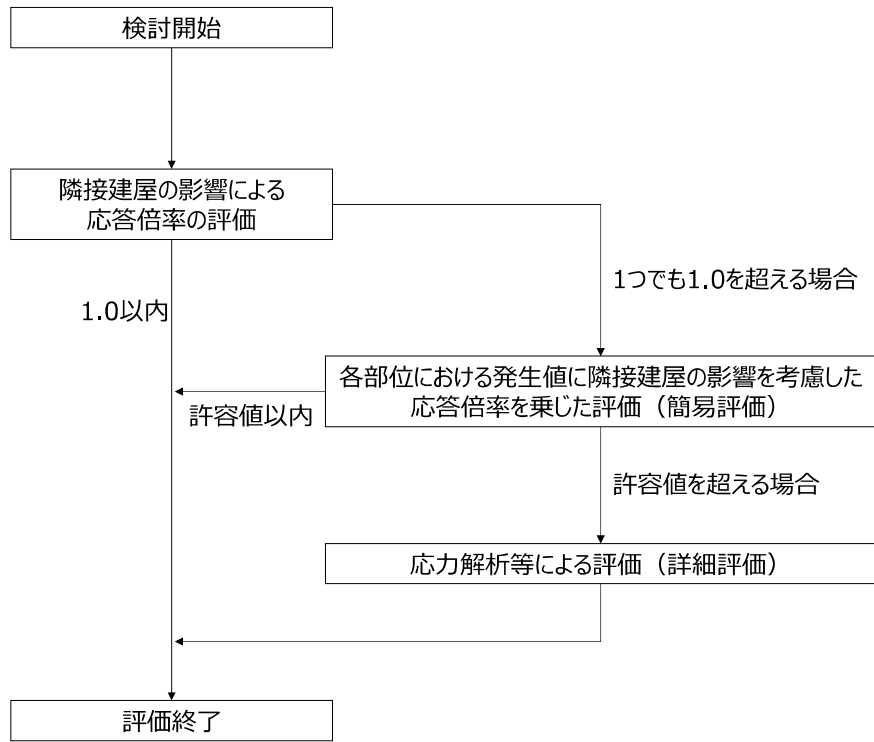 検討開始
隣接建屋の影響による
応答倍率の評価
1つでも1.0を超える場合
1.0以内
各部位における発生値に隣接建屋の影響を考慮した
応答倍率を乗じた評価（簡易評価）
許容値以内
許容値を超える場合
応力解析等による評価（詳細評価）
評価終了